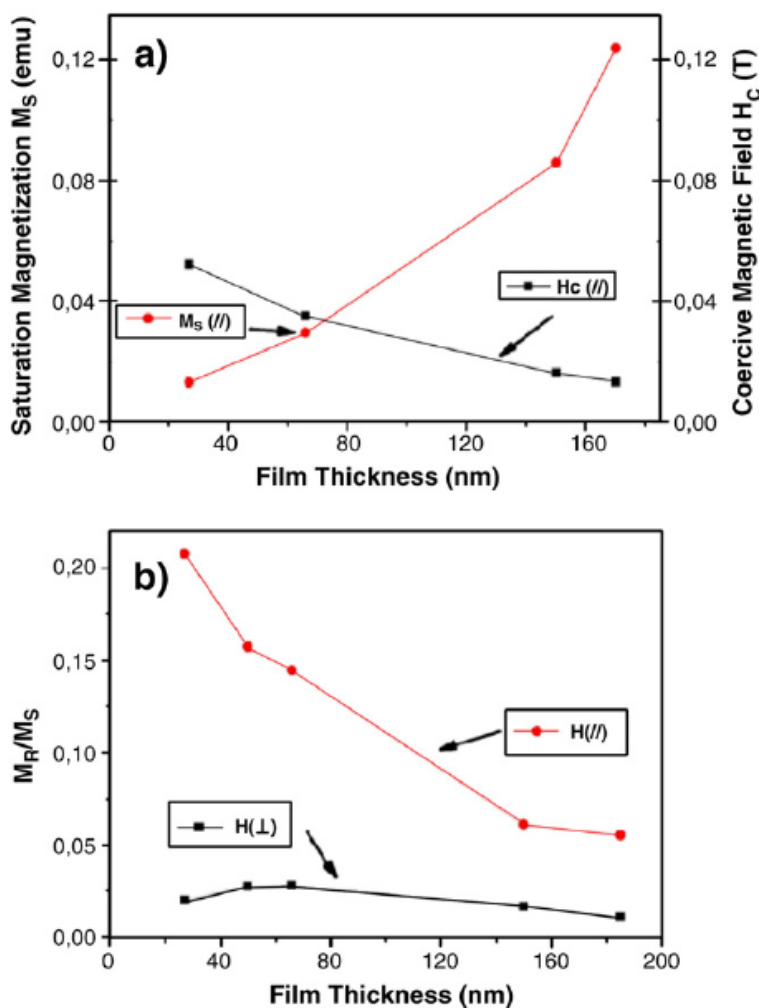 a)
Saturation Magnetization M_S (emu)
0,12
0,08
0,04
0,00
Coercive Magnetic Field H_C (T)
0,12
0,08
0,04
0,00
Hc (//)
M_S (//)
0 40 80 120 160
Film Thickness (nm)
b)
M_R/M_S
0,20
0,15
0,10
0,05
0,00
H(//)
H(⊥)
0 40 80 120 160 200
Film Thickness (nm)